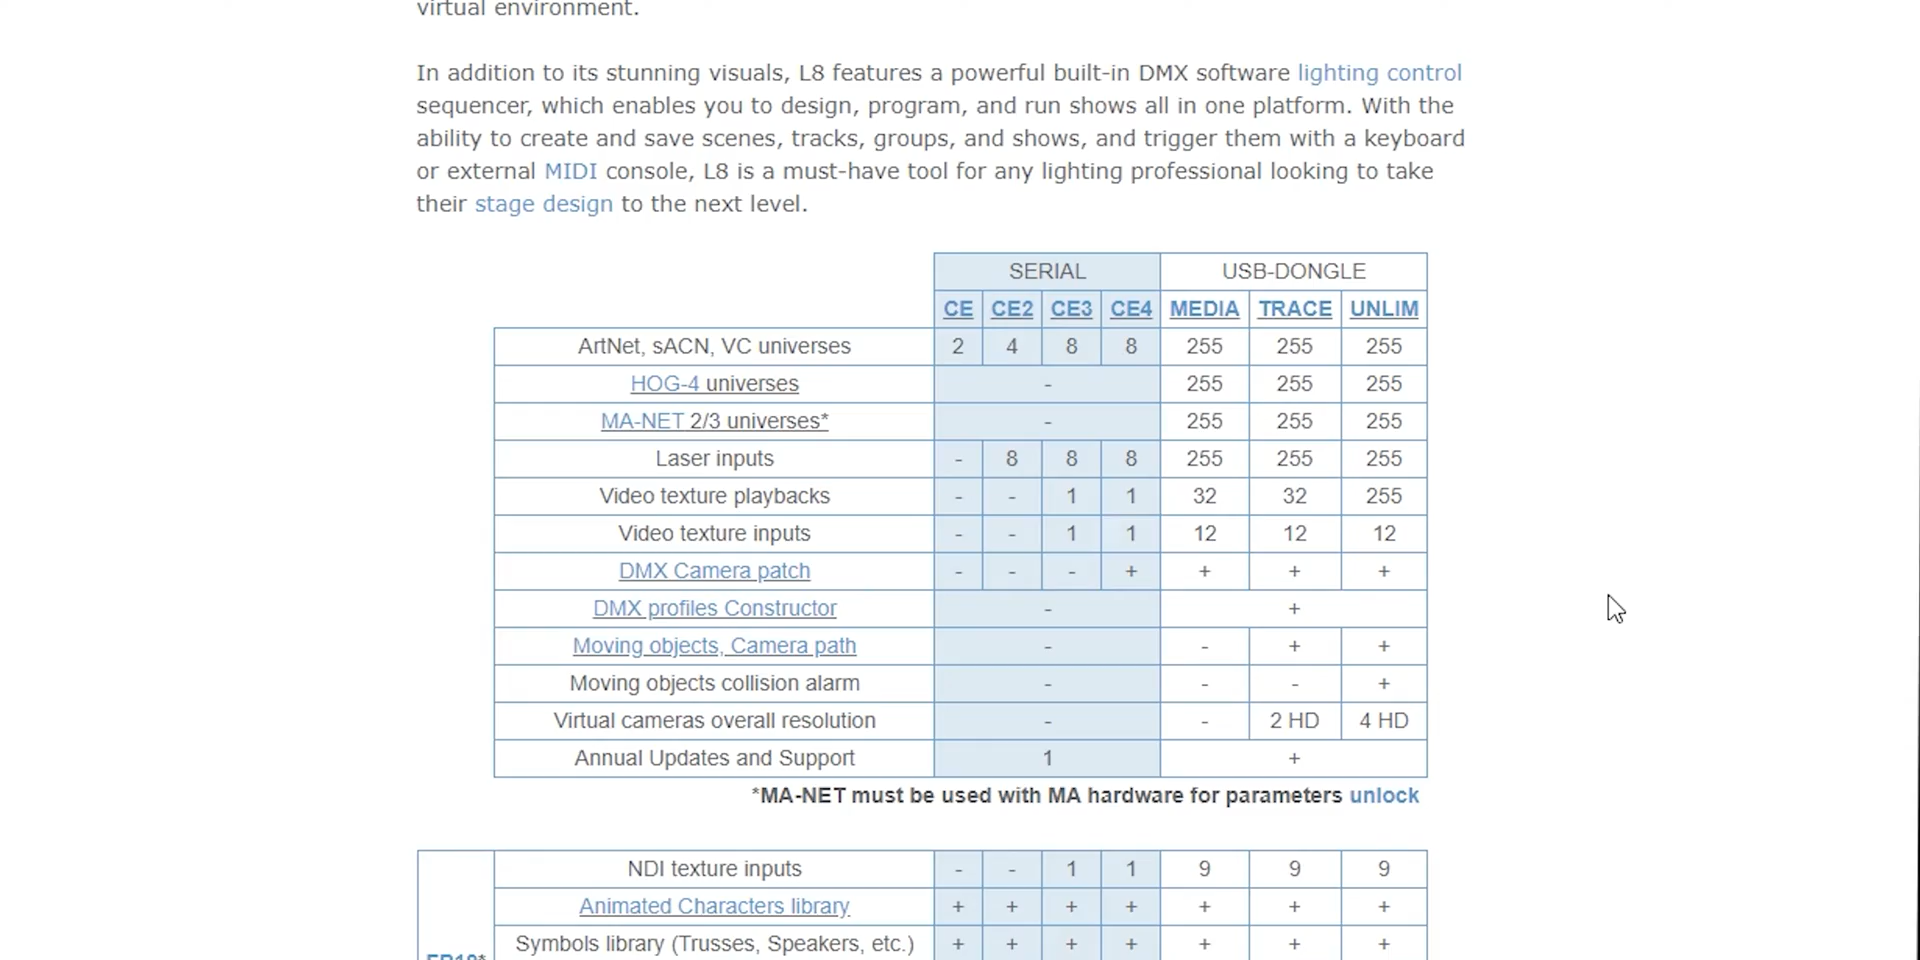 virtual environment.
In addition to its stunning visuals, L8 features a powerful built-in DMX software lighting control
sequencer, which enables you to design, program, and run shows all in one platform. With the
ability to create and save scenes, tracks, groups, and shows, and trigger them with a keyboard
or external MIDI console, L8 is a must-have tool for any lighting professional looking to take
their stage design to the next level.
SERIAL USB-DONGLE
CE CE2 CE3 CE4 MEDIA TRACE UNLIM
ArtNet, sACN, VC universes 2 4 8 8 255 255 255
HOG-4 universes - 255 255 255
MA-NET 2/3 universes* - 255 255 255
Laser inputs - 8 8 8 255 255 255
Video texture playbacks - - 1 1 32 32 255
Video texture inputs - - 1 1 12 12 12
DMX Camera patch - - - + + + +
DMX profiles Constructor - +
Moving objects, Camera path - - + +
Moving objects collision alarm - - - +
Virtual cameras overall resolution - - 2 HD 4 HD
Annual Updates and Support 1 +
*MA-NET must be used with MA hardware for parameters unlock
NDI texture inputs - - 1 1 9 9 9
Animated Characters library + + + + + + +
Symbols library (Trusses, Speakers, etc.) + + + + + + +